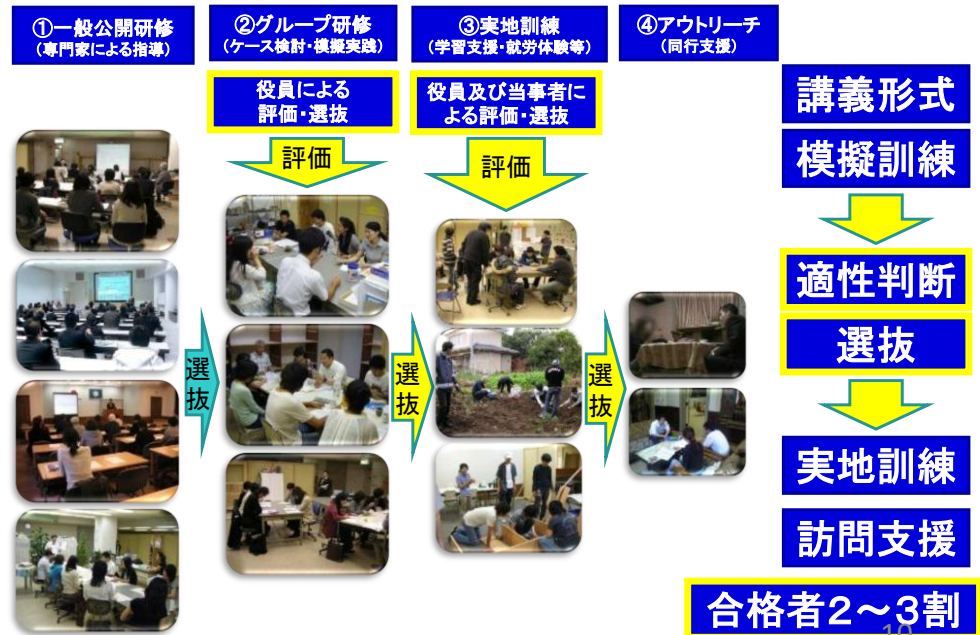 ①一般公開研修
(専門家による指導)
②グループ研修
(ケース検討・模擬実践)
③実地訓練
(学習支援・就労体験等)
④アウトリーチ
(同行支援)
役員による
評価・選抜
役員及び当事者に
よる評価・選抜
評価
評価
選
抜
選
抜
選
抜
講義形式
模擬訓練
適性判断
選抜
実地訓練
訪問支援
合格者2～3割
10